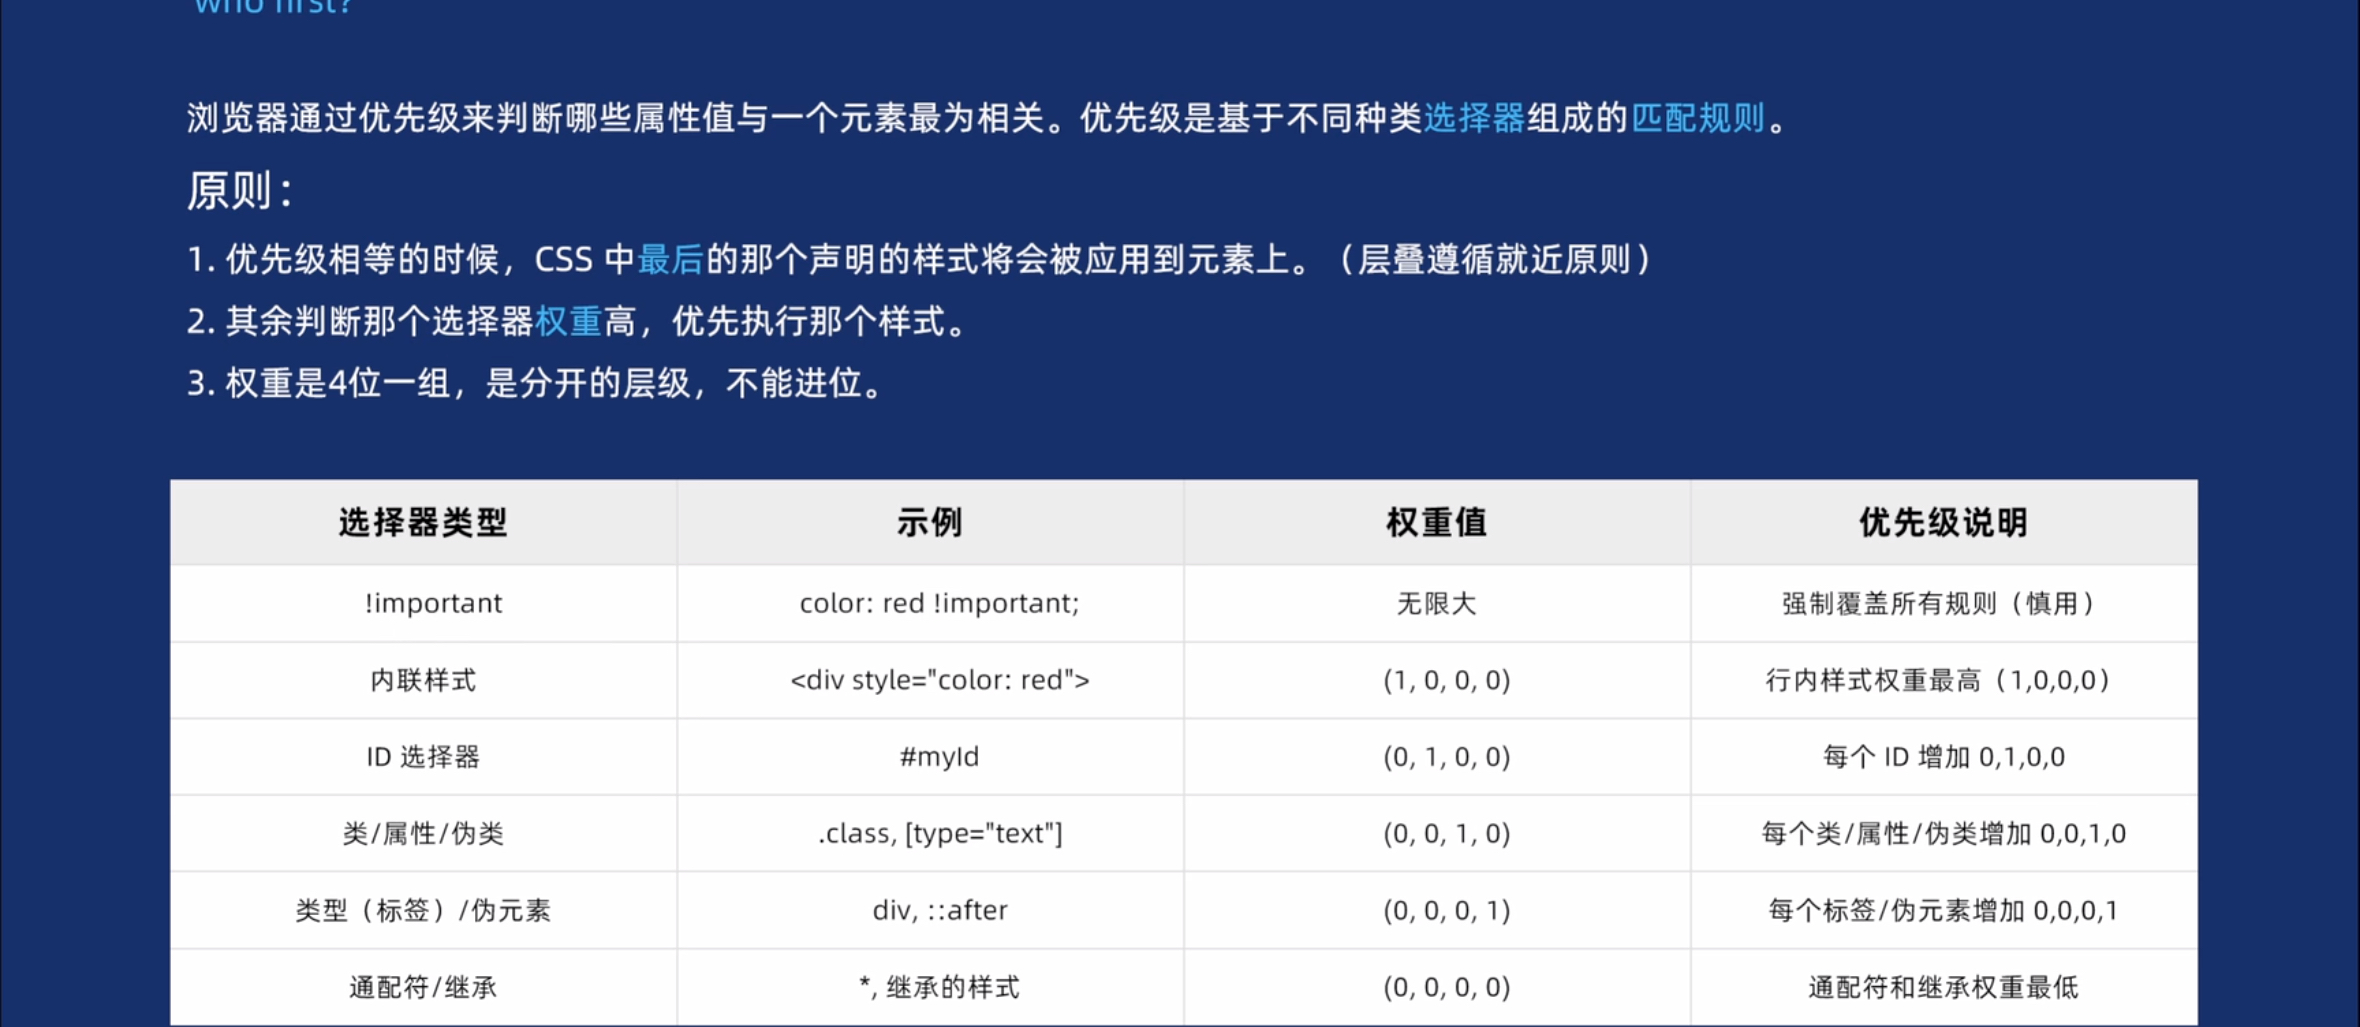 who first?
浏览器通过优先级来判断哪些属性值与一个元素最为相关。优先级是基于不同种类选择器组成的匹配规则。
原则：
1. 优先级相等的时候，CSS 中最后的那个声明的样式将会被应用到元素上。（层叠遵循就近原则）
2. 其余判断那个选择器权重高，优先执行那个样式。
3. 权重是4位一组，是分开的层级，不能进位。
选择器类型 示例 权重值 优先级说明
!important color: red !important; 无限大 强制覆盖所有规则（慎用）
内联样式 <div style="color: red"> (1, 0, 0, 0) 行内样式权重最高（1,0,0,0）
ID 选择器 #myId (0, 1, 0, 0) 每个 ID 增加 0,1,0,0
类/属性/伪类 .class, [type="text"] (0, 0, 1, 0) 每个类/属性/伪类增加 0,0,1,0
类型（标签）/伪元素 div, ::after (0, 0, 0, 1) 每个标签/伪元素增加 0,0,0,1
通配符/继承 *, 继承的样式 (0, 0, 0, 0) 通配符和继承权重最低